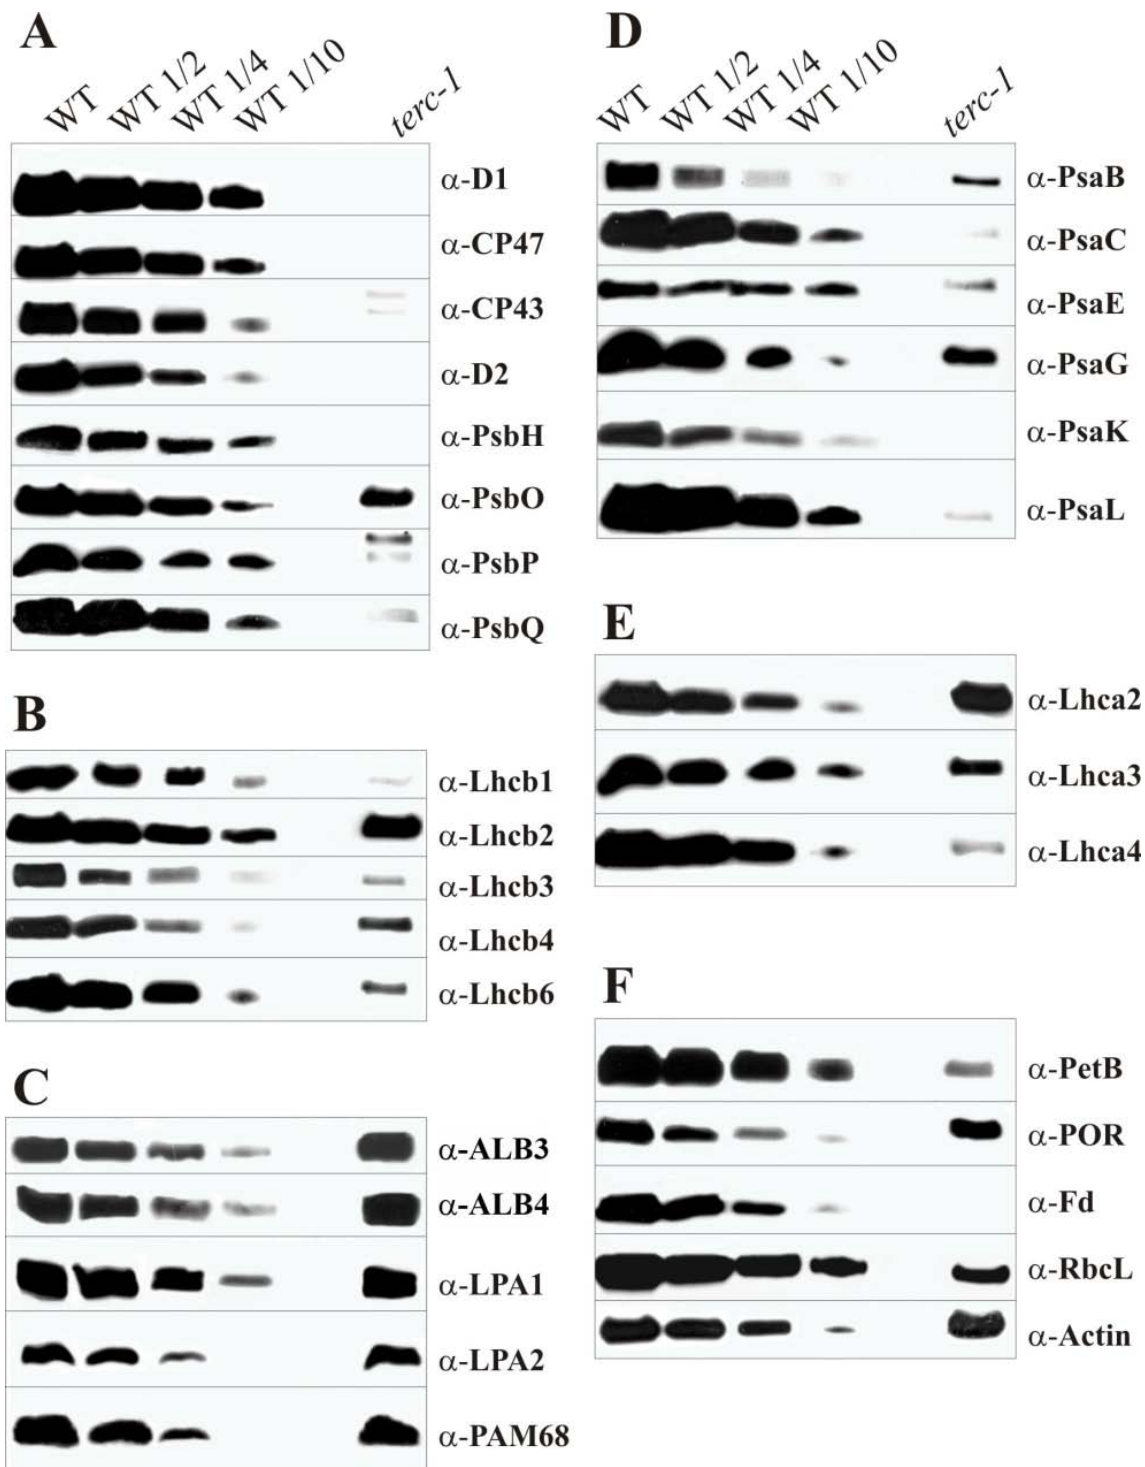 A
WT
WT 1/2
WT 1/4
WT 1/10
terc-1
α-D1
α-CP47
α-CP43
α-D2
α-PsbH
α-PsbO
α-PsbP
α-PsbQ
B
α-Lhcb1
α-Lhcb2
α-Lhcb3
α-Lhcb4
α-Lhcb6
C
α-ALB3
α-ALB4
α-LPA1
α-LPA2
α-PAM68
D
WT
WT 1/2
WT 1/4
WT 1/10
terc-1
α-PsaB
α-PsaC
α-PsaE
α-PsaG
α-PsaK
α-PsaL
E
α-Lhca2
α-Lhca3
α-Lhca4
F
α-PetB
α-POR
α-Fd
α-RbcL
α-Actin